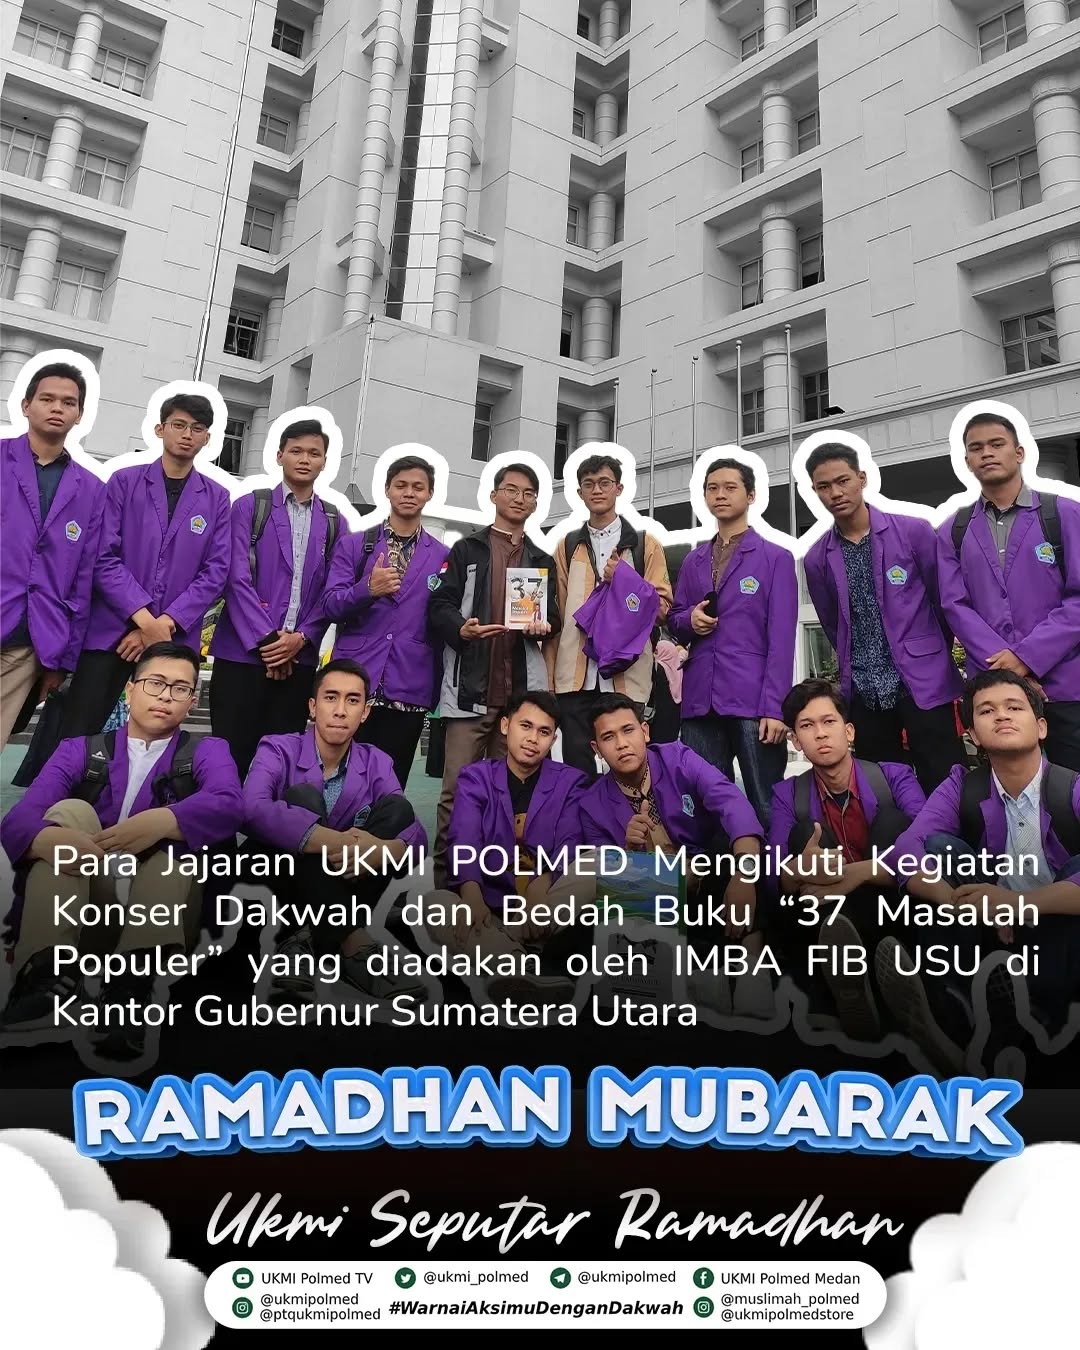 37
Para Jajaran UKMI POLMED Mengikuti Kegiatan
Konser Dakwah dan Bedah Buku “37 Masalah
Populer” yang diadakan oleh IMBA FIB USU di
Kantor Gubernur Sumatera Utara
RAMADHAN MUBARAK
Ukmi Seputar Ramadhan
UKMI Polmed TV @ukmi_polmed @ukmipolmed UKMI Polmed Medan
@ukmipolmed
@ptqukmipolmed
#WarnaiAksimuDenganDakwah
@muslimah_polmed
@ukmipolmedstore